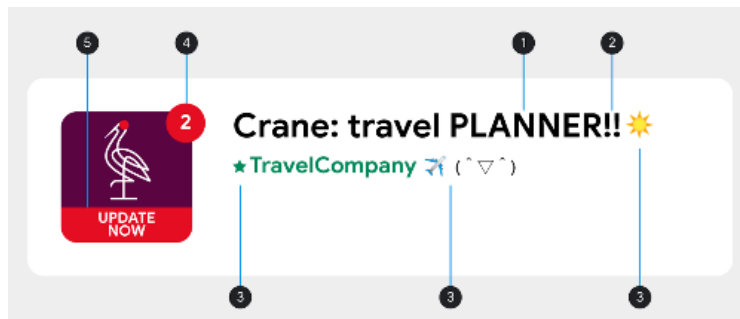 5 4 1 2
2
Crane: travel PLANNER!!☀️
★TravelCompany ✈️ (ˆ▽ˆ)
UPDATE
NOW
3 3 3